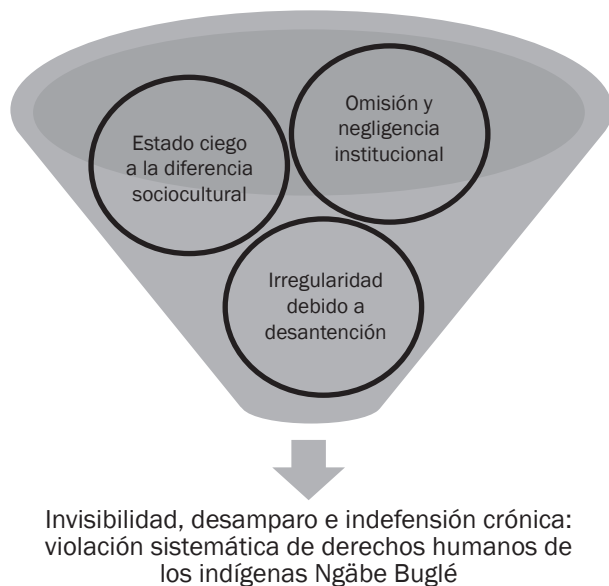 Estado ciego
a la diferencia
sociocultural
Omisión y
negligencia
institucional
Irregularidad
debido a
desantención
Invisibilidad, desamparo e indefensión crónica:
violación sistemática de derechos humanos de
los indígenas Ngäbe Buglé